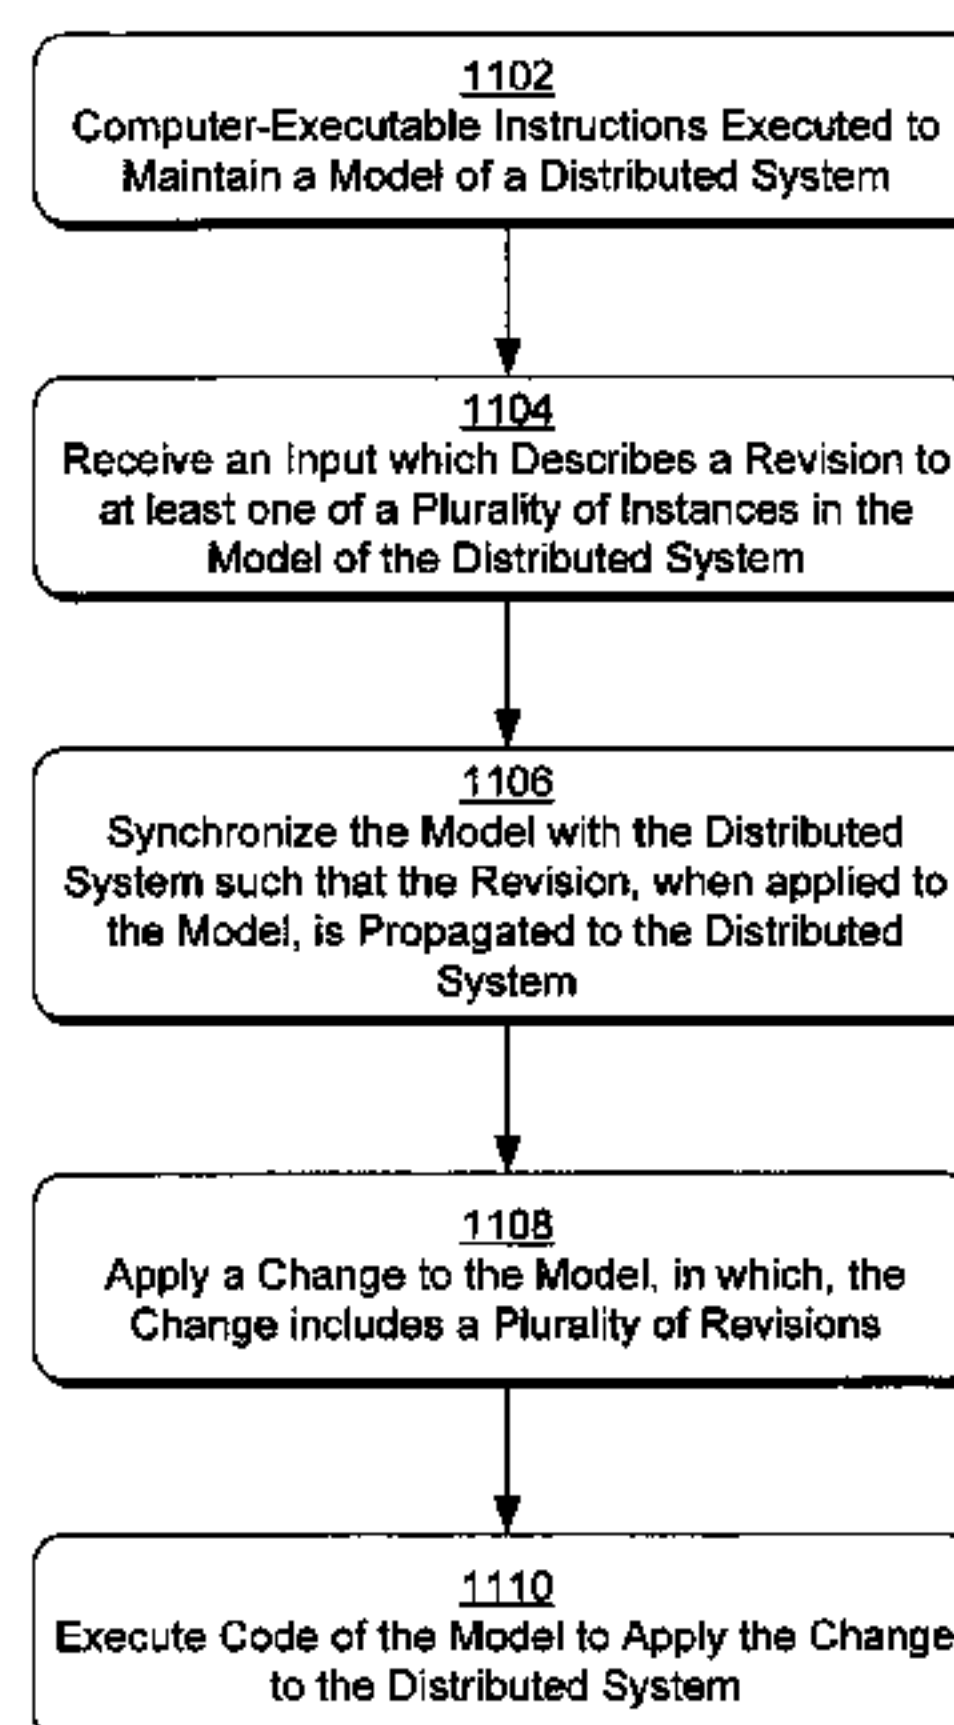 1102
Computer-Executable Instructions Executed to
Maintain a Model of a Distributed System
1104
Receive an Input which Describes a Revision to
at least one of a Plurality of Instances in the
Model of the Distributed System
1106
Synchronize the Model with the Distributed
System such that the Revision, when applied to
the Model, is Propagated to the Distributed
System
1108
Apply a Change to the Model, in which, the
Change includes a Plurality of Revisions
1110
Execute Code of the Model to Apply the Change
to the Distributed System